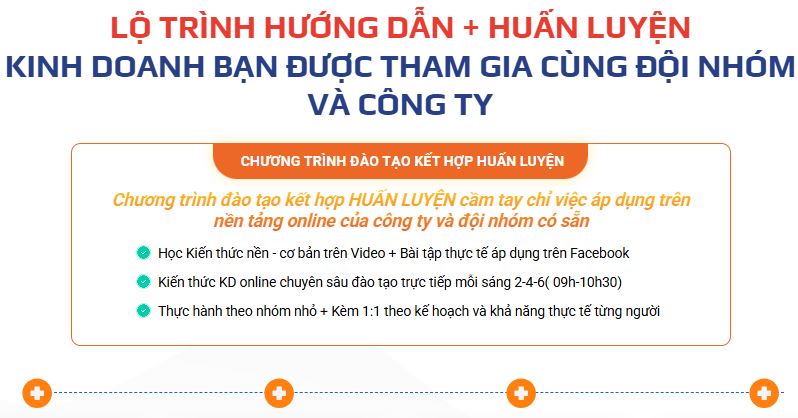 LỘ TRÌNH HƯỚNG DẪN + HUẤN LUYỆN
KINH DOANH BẠN ĐƯỢC THAM GIA CÙNG ĐỘI NHÓM
VÀ CÔNG TY
CHƯƠNG TRÌNH ĐÀO TẠO KẾT HỢP HUẤN LUYỆN
Chương trình đào tạo kết hợp HUẤN LUYỆN cầm tay chỉ việc áp dụng trên
nền tảng online của công ty và đội nhóm có sẵn
Học Kiến thức nền - cơ bản trên Video + Bài tập thực tế áp dụng trên Facebook
Kiến thức KD online chuyên sâu đào tạo trực tiếp mỗi sáng 2-4-6( 09h-10h30)
Thực hành theo nhóm nhỏ + Kèm 1:1 theo kế hoạch và khả năng thực tế từng người